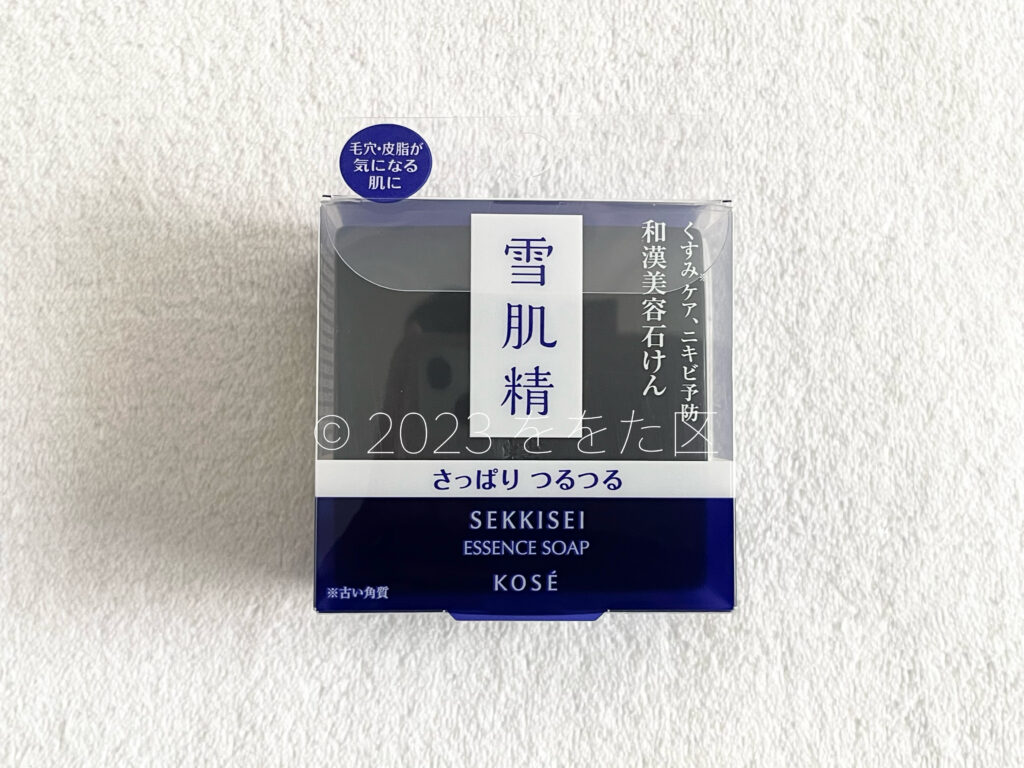 毛穴・皮脂が
気になる
肌に
くすみ※ケア、ニキビ予防
和漢美容石けん
雪肌精
© 2023 ををた区
さっぱり つるつる
SEKKISEI
ESSENCE SOAP
KOSÉ
※古い角質